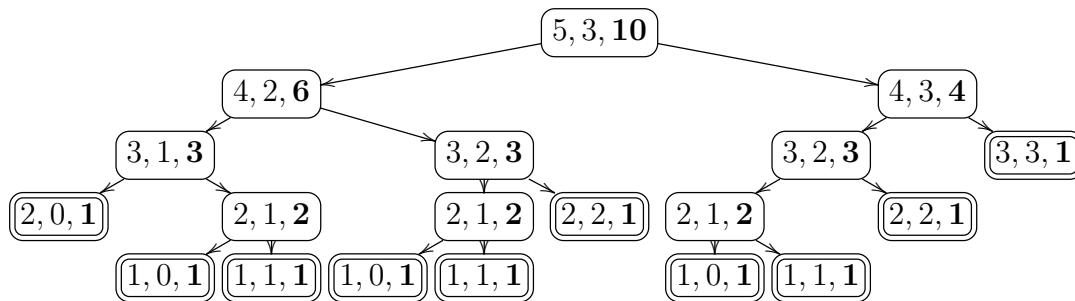 5, 3, 10
4, 2, 6 4, 3, 4
3, 1, 3 3, 2, 3 3, 2, 3 3, 3, 1
2, 0, 1 2, 1, 2 2, 1, 2 2, 2, 1 2, 1, 2 2, 2, 1
1, 0, 1 1, 1, 1 1, 0, 1 1, 1, 1 1, 0, 1 1, 1, 1